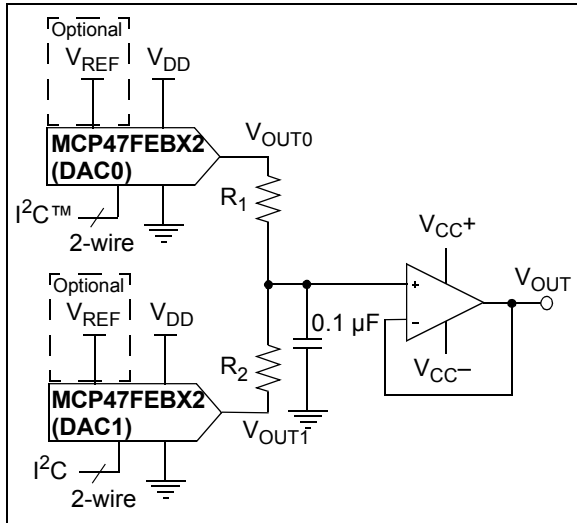 Optional
VREF
VDD
MCP47FEBX2
(DAC0)
VOUT0
I²C™
2-wire
R1
VCC+
VOUT
+
–
0.1 µF
VCC–
Optional
VREF
VDD
R2
MCP47FEBX2
(DAC1)
VOUT1
I²C
2-wire